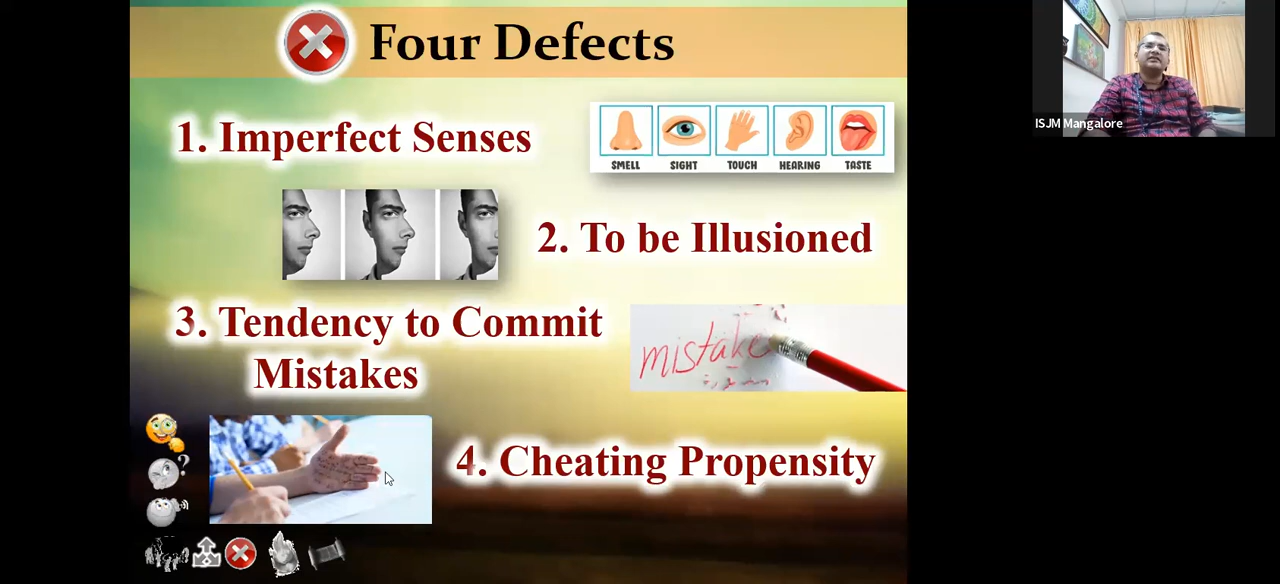 Four Defects
1. Imperfect Senses
SMELL SIGHT TOUCH HEARING TASTE
2. To be Illusioned
3. Tendency to Commit
Mistakes
mistake
4. Cheating Propensity
?
ISJM Mangalore